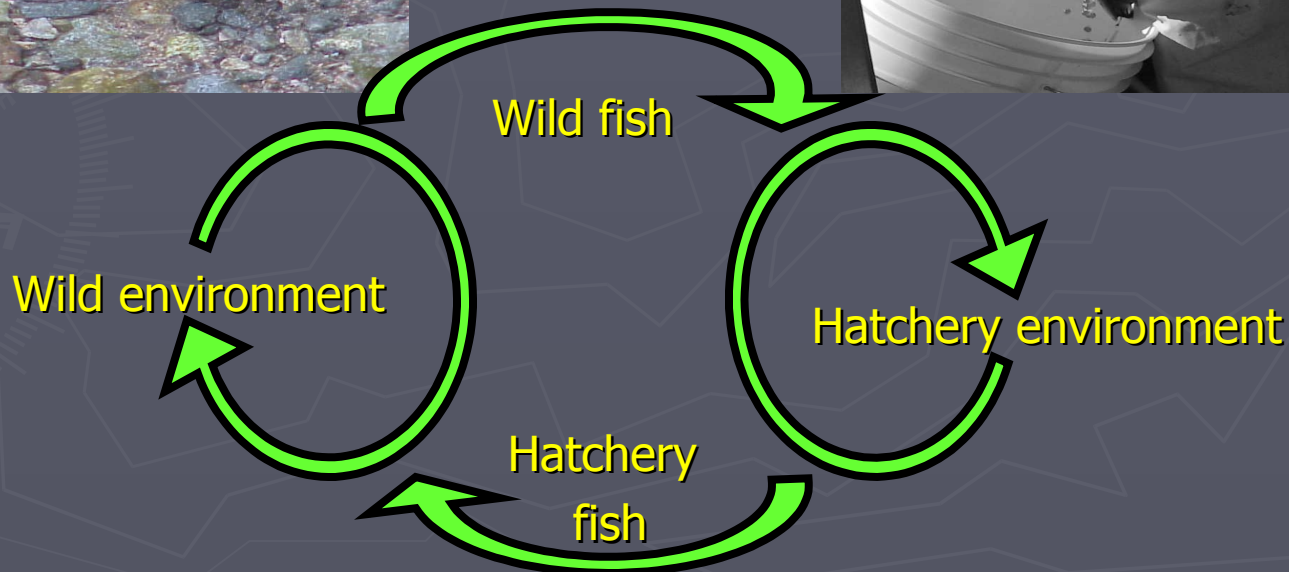 Wild fish
Wild environment
Hatchery environment
Hatchery
fish